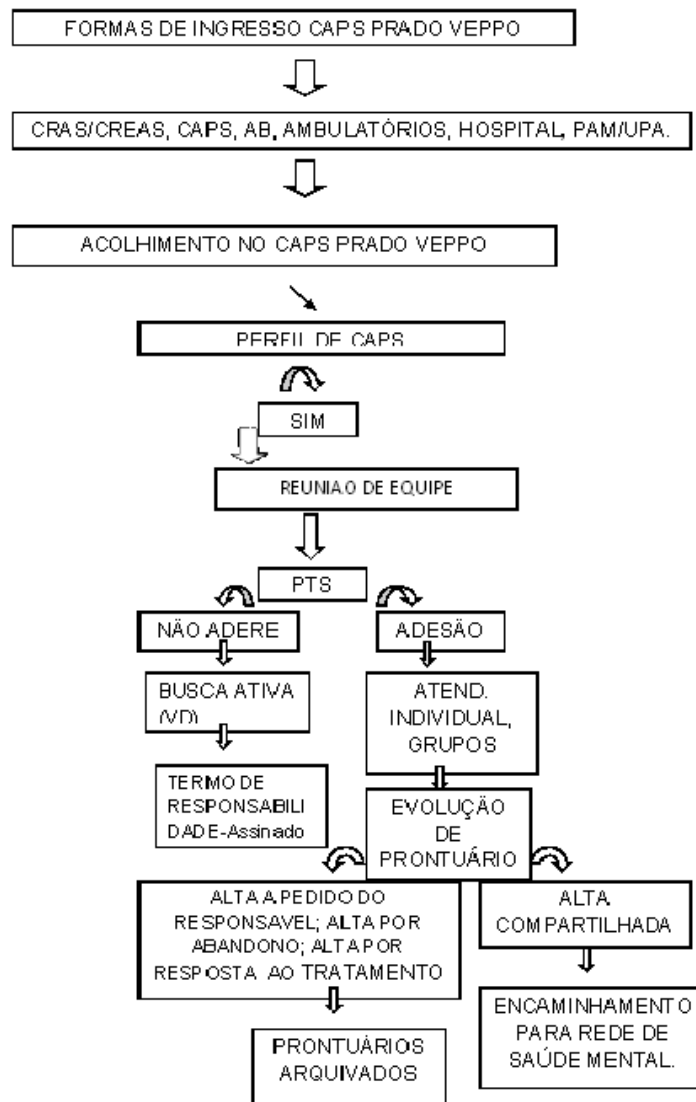 FORMAS DE INGRESSO CAPS PRADO VEPPO
CRAS/CREAS, CAPS, AB, AMBULATÓRIOS, HOSPITAL, PAM/UPA.
ACOLHIMENTO NO CAPS PRADO VEPPO
PERFIL DE CAPS
SIM
REUNIAO DE EQUIPE
PTS
NÃO ADERE
ADESÃO
BUSCA ATIVA
(VD)
ATEND.
INDIVIDUAL,
GRUPOS
TERMO DE
RESPONSABILI
DADE-Assinado
EVOLUÇÃO
DE
PRONTUÁRIO
ALTA A PEDIDO DO
RESPONSAVEL; ALTA POR
ABANDONO; ALTA POR
RESPOSTA AO TRATAMENTO
ALTA
COMPARTILHADA
PRONTUÁRIOS
ARQUIVADOS
ENCAMINHAMENTO
PARA REDE DE
SAÚDE MENTAL.